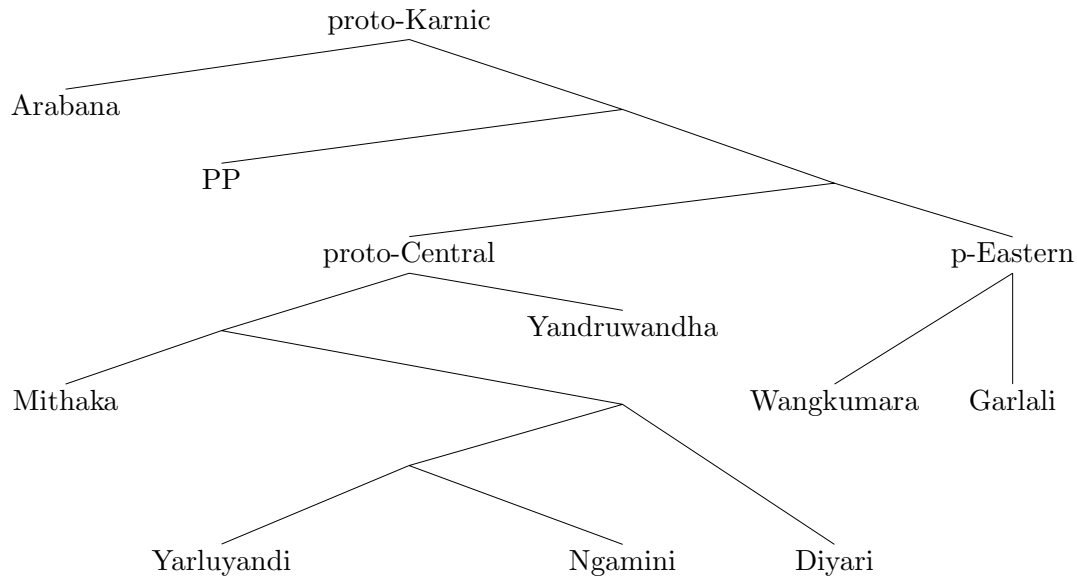 proto-Karnic
Arabana
PP
proto-Central
p-Eastern
Yandruwandha
Mithaka
Wangkumara
Garlali
Yarluyandi
Ngamini
Diyari